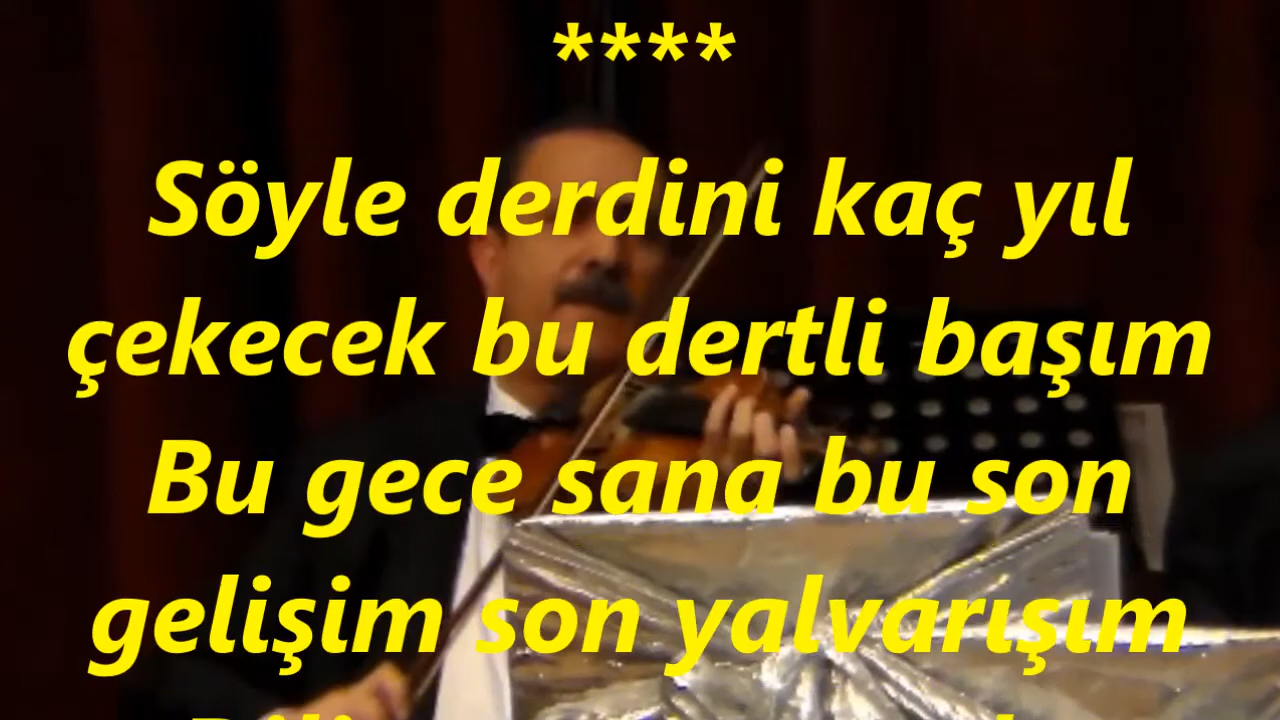 ****
Söyle derdini kaç yıl
çekecek bu dertli başım
Bu gece sana bu son
gelişim son yalvarışım